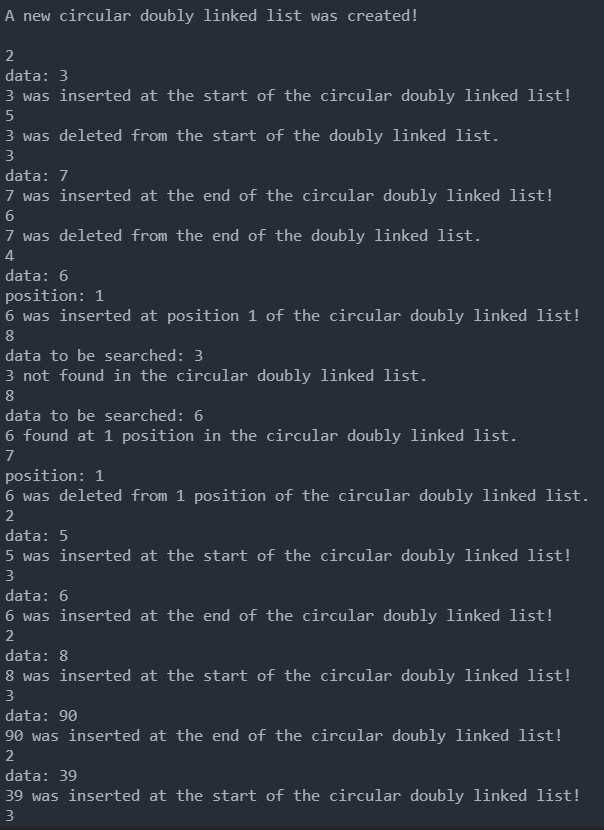 A new circular doubly linked list was created!
2
data: 3
3 was inserted at the start of the circular doubly linked list!
5
3 was deleted from the start of the doubly linked list.
3
data: 7
7 was inserted at the end of the circular doubly linked list!
6
7 was deleted from the end of the doubly linked list.
4
data: 6
position: 1
6 was inserted at position 1 of the circular doubly linked list!
8
data to be searched: 3
3 not found in the circular doubly linked list.
8
data to be searched: 6
6 found at 1 position in the circular doubly linked list.
7
position: 1
6 was deleted from 1 position of the circular doubly linked list.
2
data: 5
5 was inserted at the start of the circular doubly linked list!
3
data: 6
6 was inserted at the end of the circular doubly linked list!
2
data: 8
8 was inserted at the start of the circular doubly linked list!
3
data: 90
90 was inserted at the end of the circular doubly linked list!
2
data: 39
39 was inserted at the start of the circular doubly linked list!
3